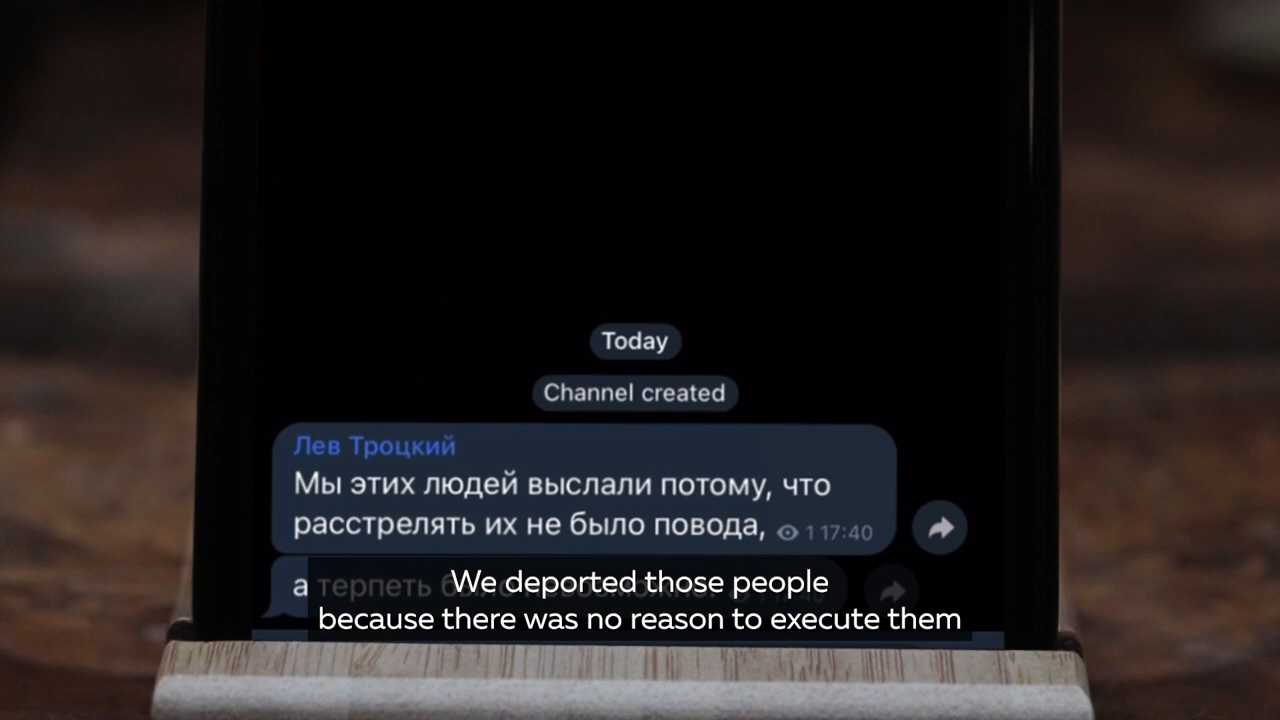 Today
Channel created
Лев Троцкий
Мы этих людей выслали потому, что
расстрелять их не было повода,
1 17:40
а терпеть было
We deported those people
because there was no reason to execute them